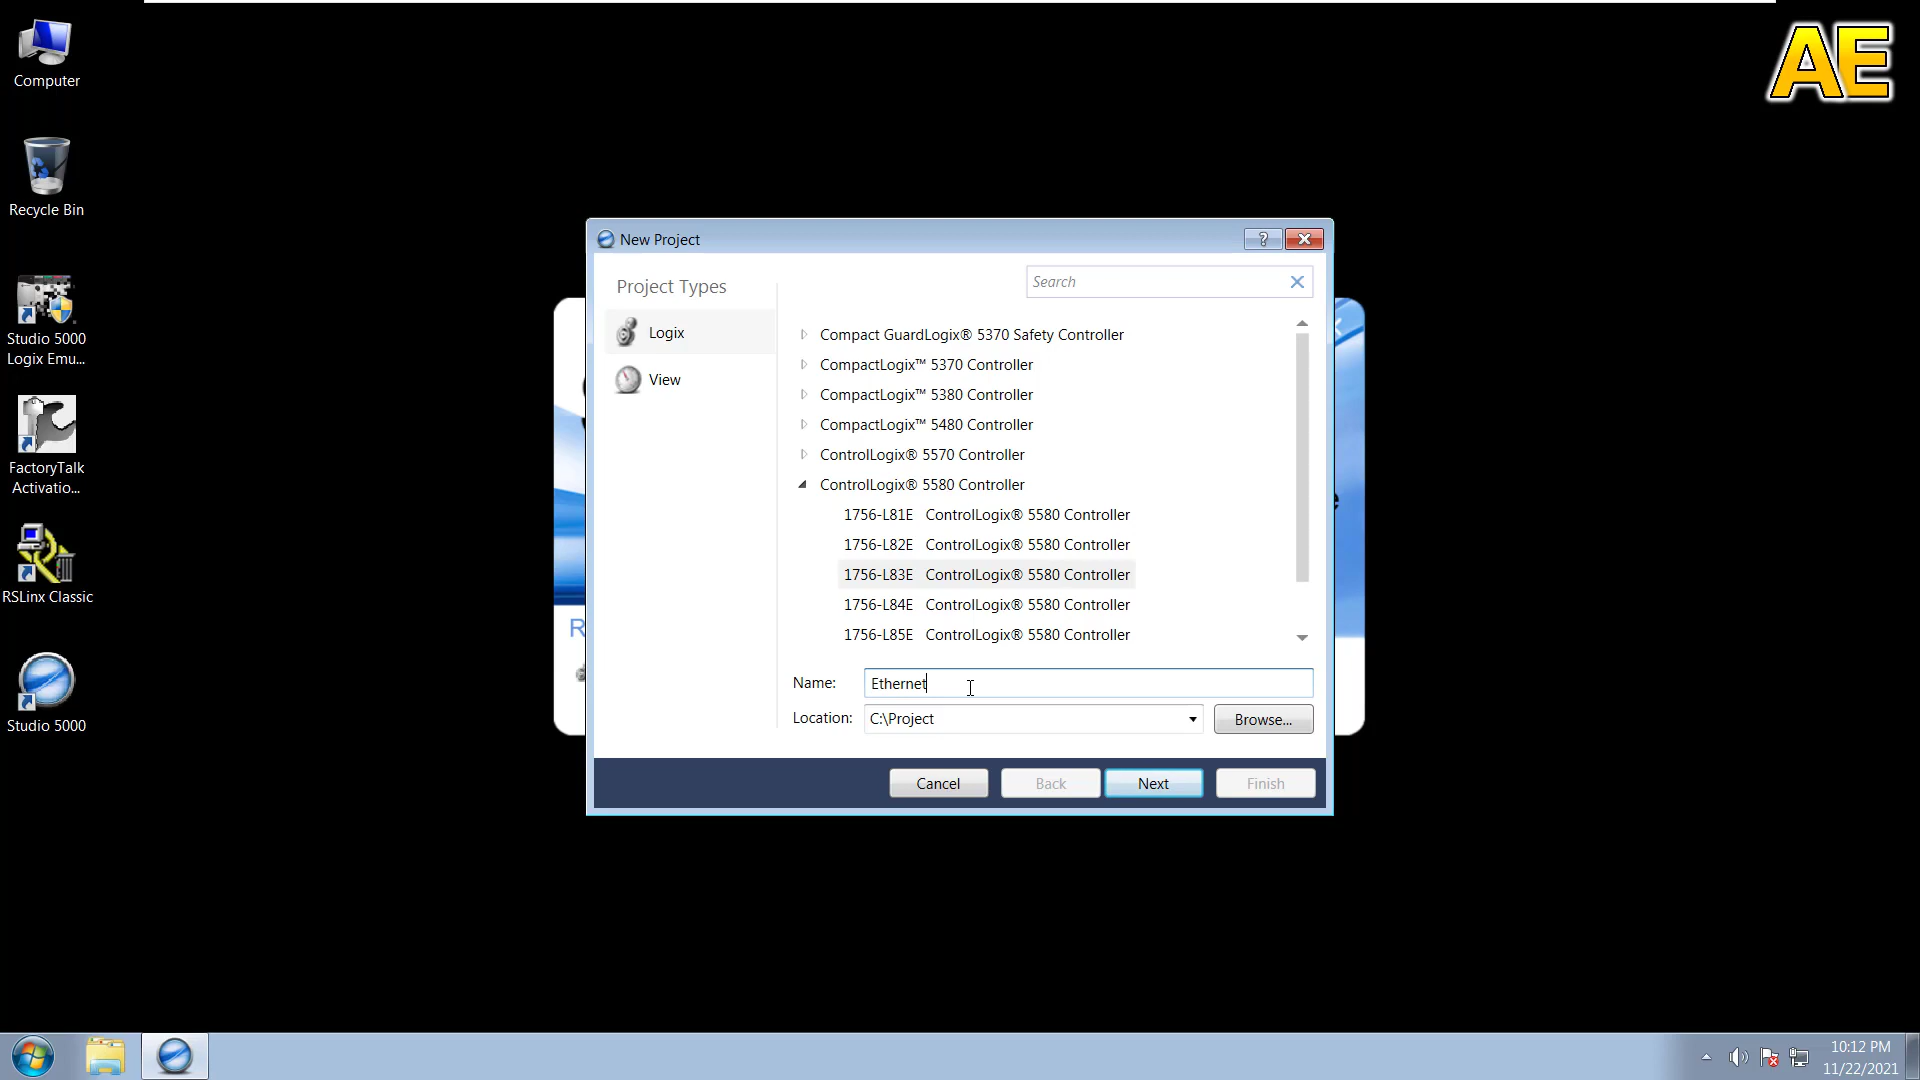 AE
Computer
Recycle Bin
Studio 5000
Logix Emu...
FactoryTalk
Activatio...
RSLinx Classic
Studio 5000
New Project
?
Project Types
Logix
View
Search
Compact GuardLogix® 5370 Safety Controller
CompactLogix™ 5370 Controller
CompactLogix™ 5380 Controller
CompactLogix™ 5480 Controller
ControlLogix® 5570 Controller
ControlLogix® 5580 Controller
1756-L81E ControlLogix® 5580 Controller
1756-L82E ControlLogix® 5580 Controller
1756-L83E ControlLogix® 5580 Controller
1756-L84E ControlLogix® 5580 Controller
1756-L85E ControlLogix® 5580 Controller
R
Name: Ethernet
Location: C:\Project
Browse...
Cancel
Back
Next
Finish
10:12 PM
11/22/2021